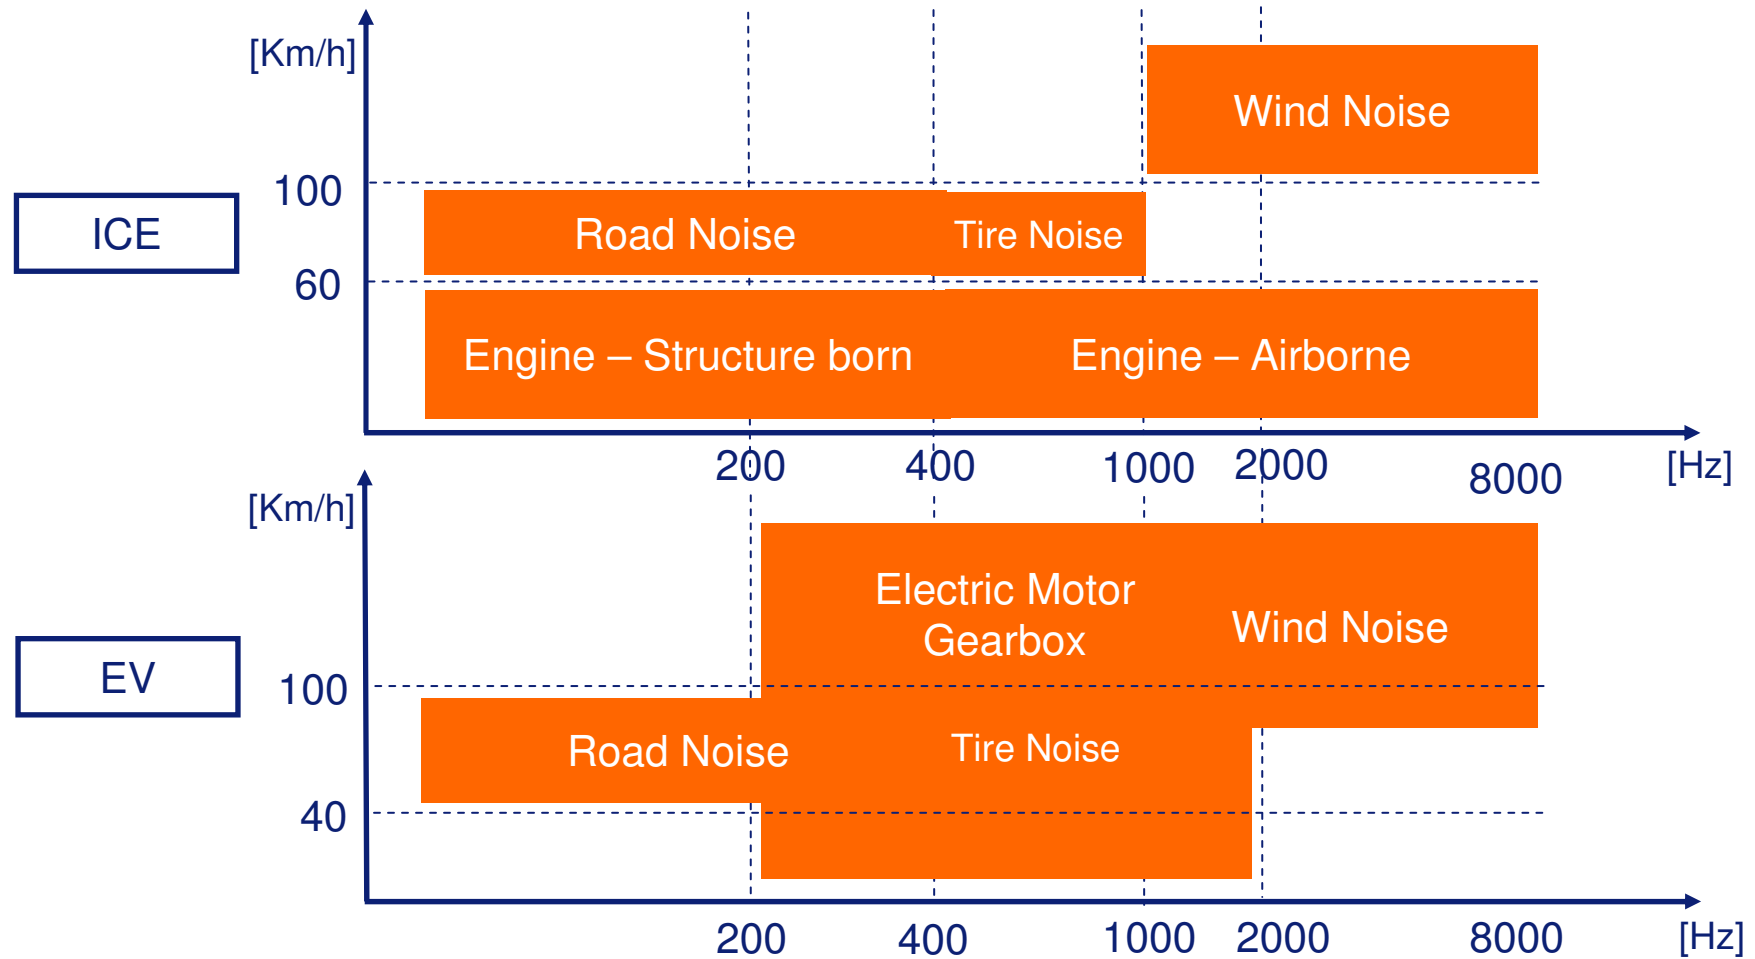 [Km/h]
Wind Noise
100
ICE
Road Noise
Tire Noise
60
Engine – Structure born
Engine – Airborne
200
400
1000
2000
8000
[Hz]
[Km/h]
Electric Motor
Gearbox
Wind Noise
EV
100
Road Noise
Tire Noise
40
200
400
1000
2000
8000
[Hz]